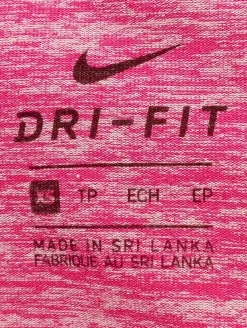 DRI-FIT
XS TP ECH EP
MADE IN SRI LANKA
FABRIQUE AU SRI LANKA